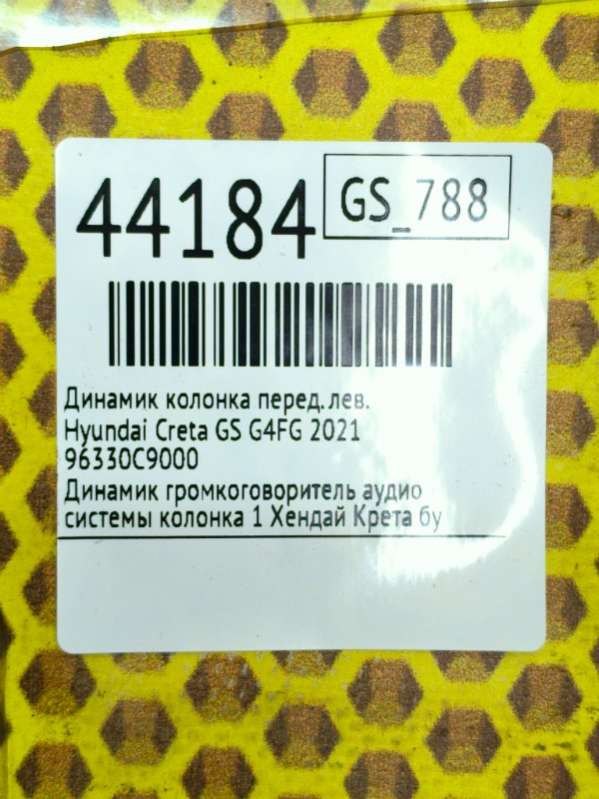 44184
GS_788
Динамик колонка перед.лев.
Hyundai Creta GS G4FG 2021
96330C9000
Динамик громкоговоритель аудио
системы колонка 1 Хендай Крета бу